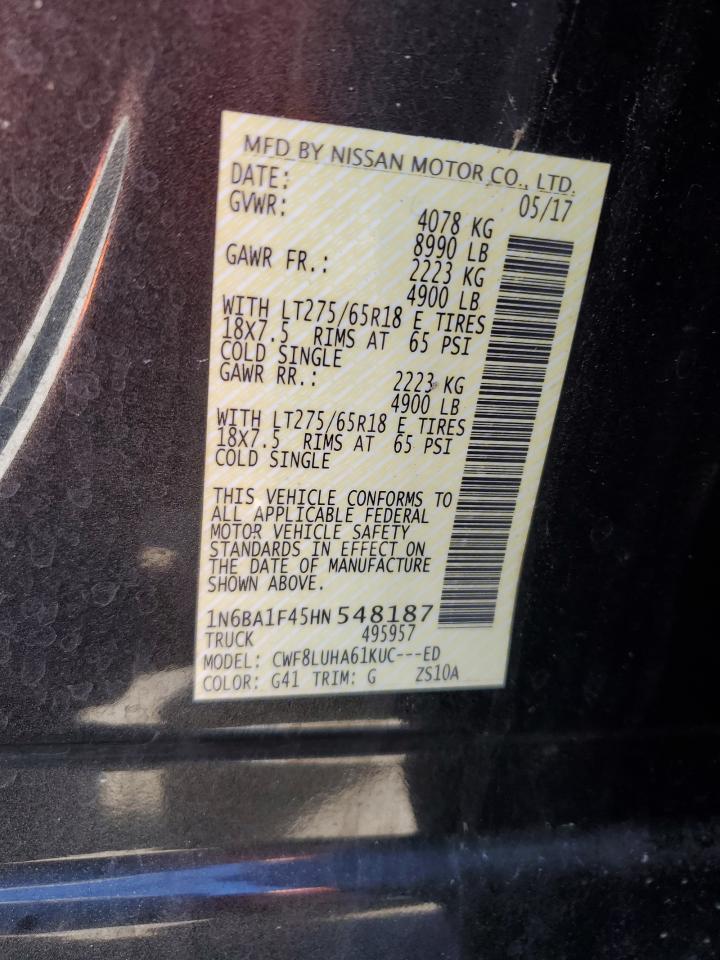 MFD BY NISSAN MOTOR CO., LTD.
DATE: 05/17
GVWR: 4078 KG
8990 LB
GAWR FR.: 2223 KG
4900 LB
WITH LT275/65R18 E TIRES
18X7.5 RIMS AT 65 PSI
COLD SINGLE
GAWR RR.: 2223 KG
4900 LB
WITH LT275/65R18 E TIRES
18X7.5 RIMS AT 65 PSI
COLD SINGLE
THIS VEHICLE CONFORMS TO
ALL APPLICABLE FEDERAL
MOTOR VEHICLE SAFETY
STANDARDS IN EFFECT ON
THE DATE OF MANUFACTURE
SHOWN ABOVE.
1N6BA1F45HN 548187
TRUCK 495957
MODEL: CWF8LUHA61KUC---ED
COLOR: G41 TRIM: G ZS10A